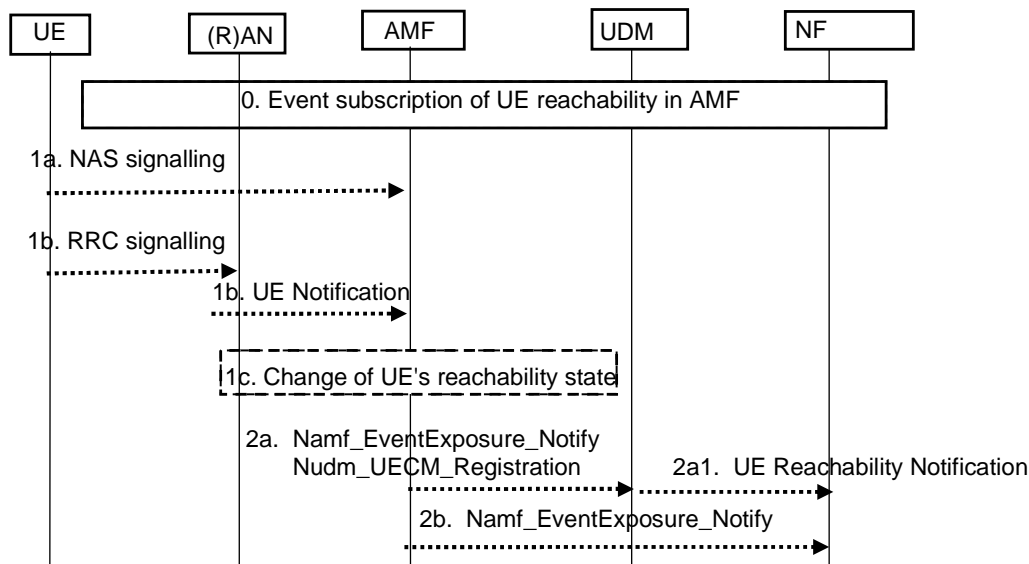 UE
(R)AN
AMF
UDM
NF
0. Event subscription of UE reachability in AMF
1a. NAS signalling
1b. RRC signalling
1b. UE Notification
1c. Change of UE's reachability state
2a. Namf_EventExposure_Notify
Nudm_UECM_Registration
2a1. UE Reachability Notification
2b. Namf_EventExposure_Notify